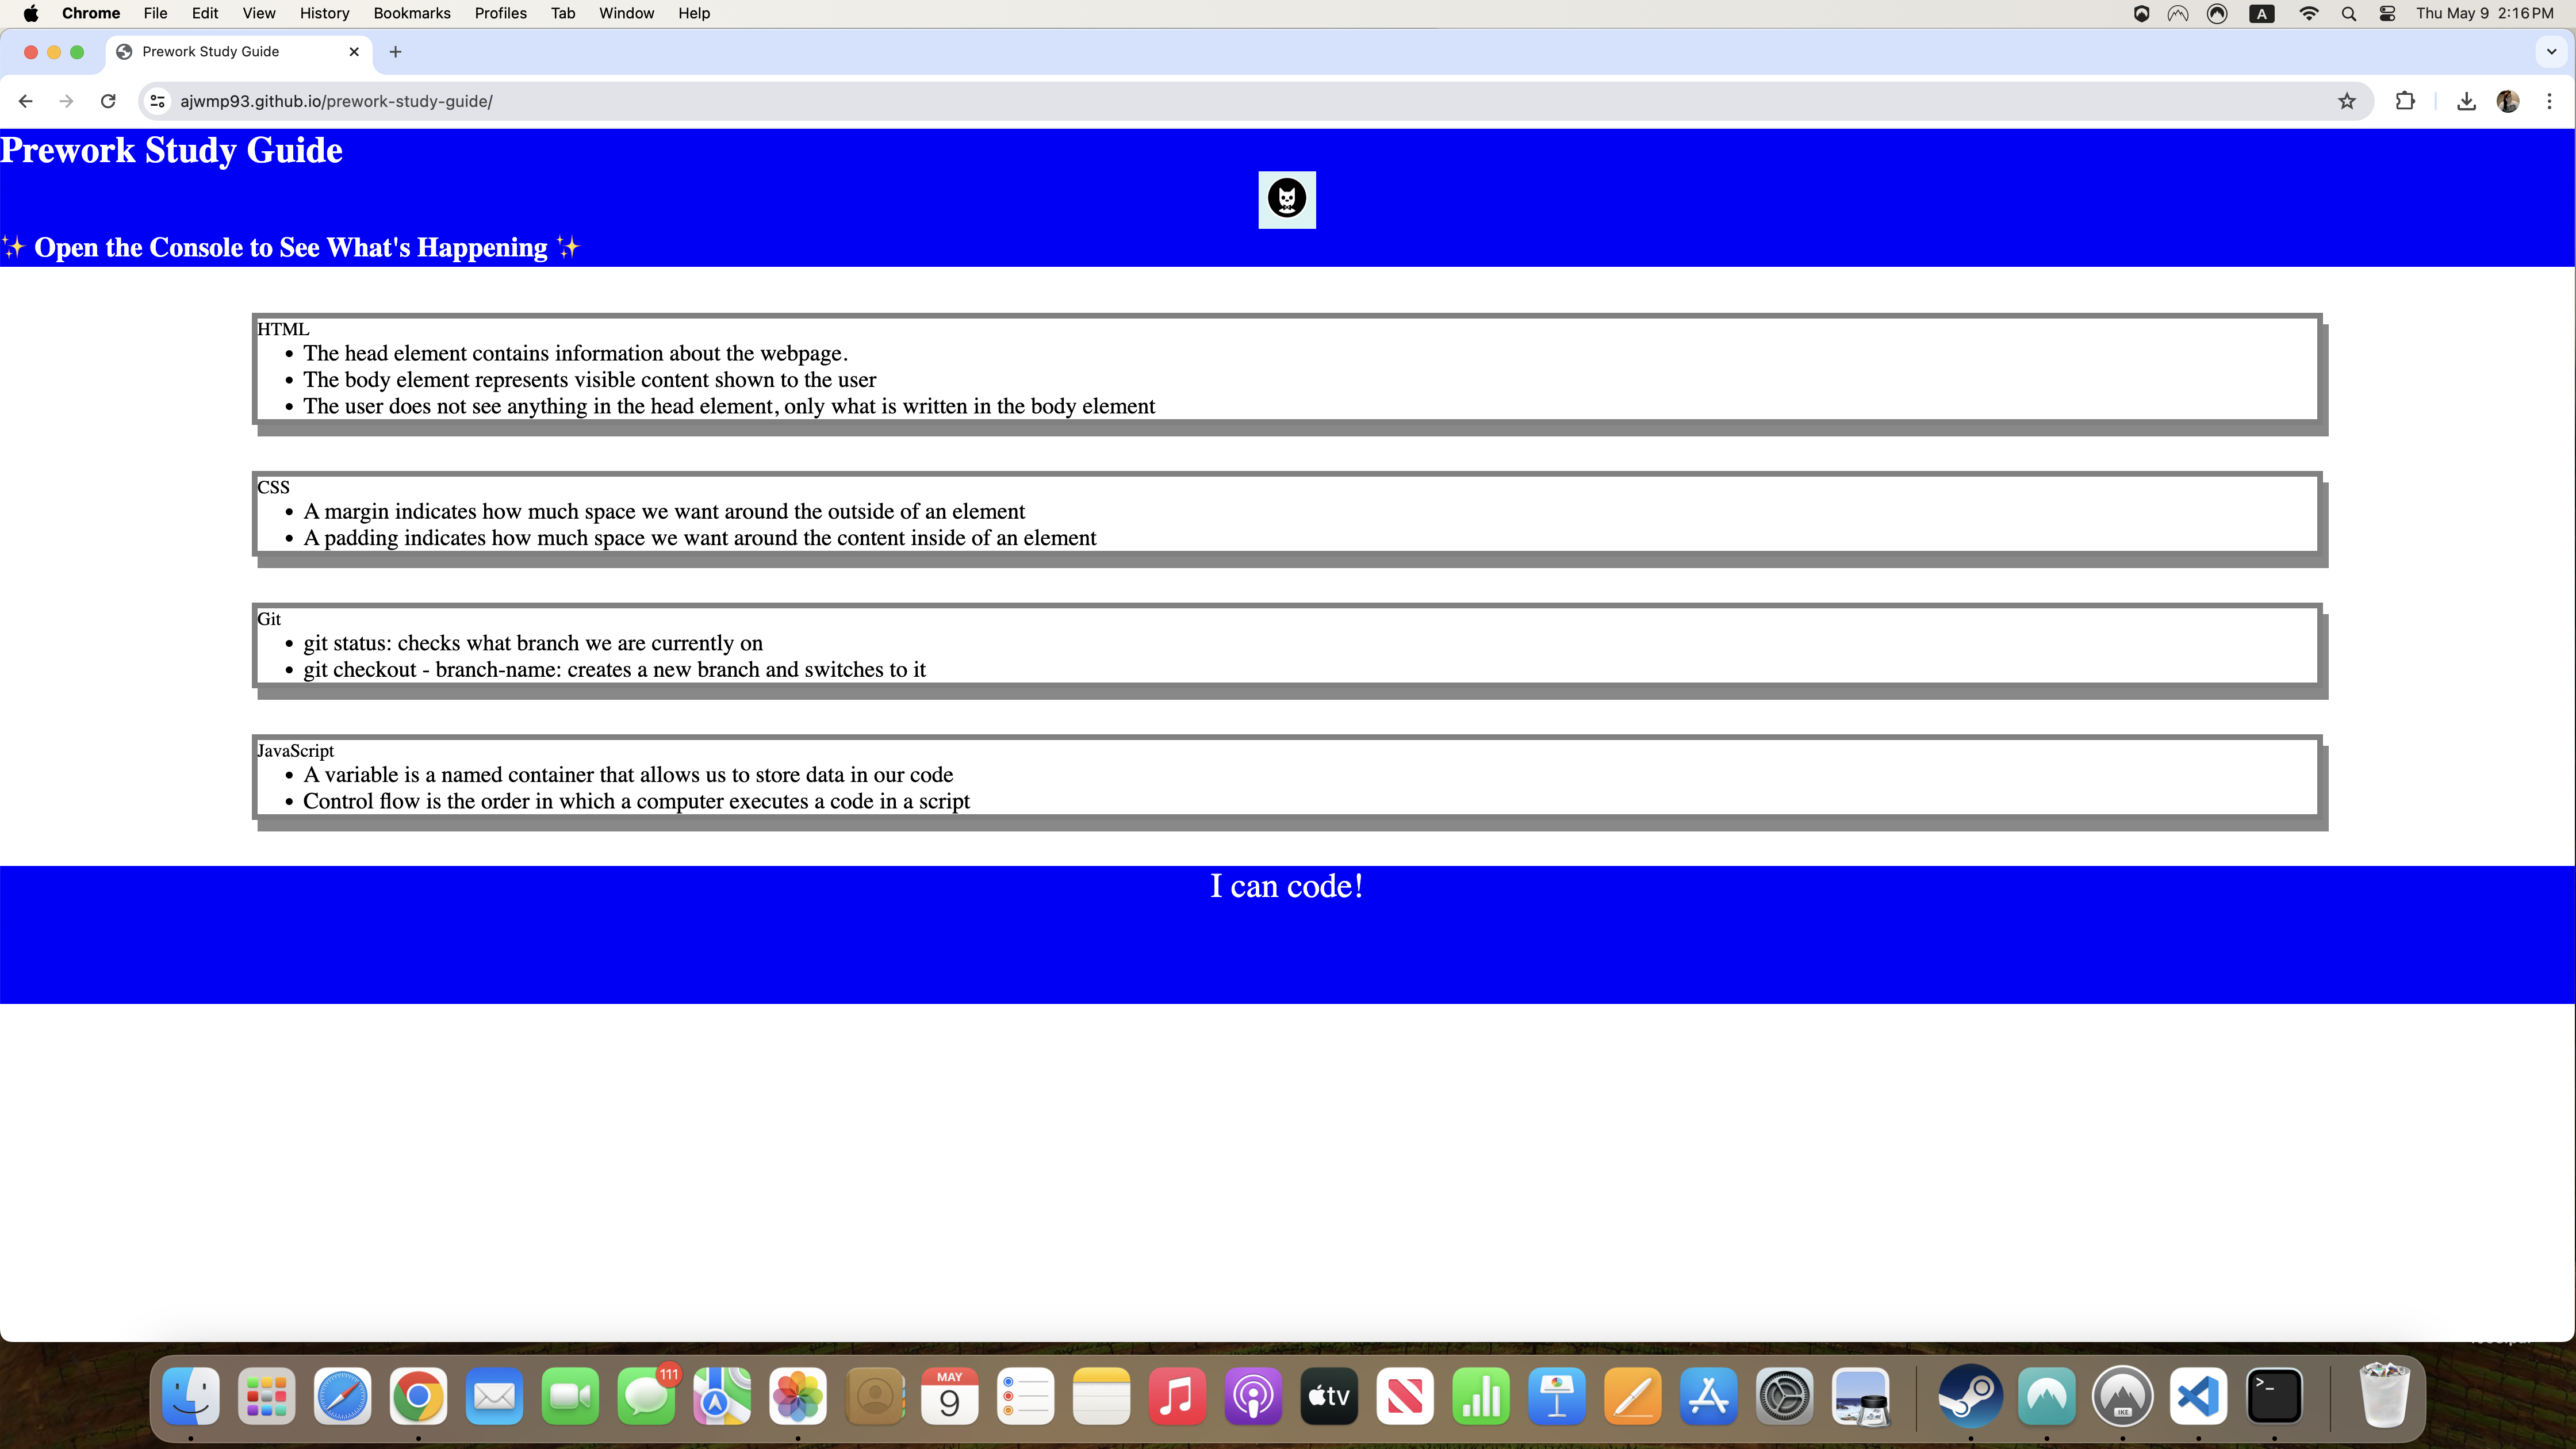 Chrome File Edit View History Bookmarks Profiles Tab Window Help A Thu May 9 2:16 PM
Prework Study Guide
ajwmp93.github.io/prework-study-guide/
Prework Study Guide
✨ Open the Console to See What's Happening ✨
HTML
• The head element contains information about the webpage.
• The body element represents visible content shown to the user
• The user does not see anything in the head element, only what is written in the body element
CSS
• A margin indicates how much space we want around the outside of an element
• A padding indicates how much space we want around the content inside of an element
Git
• git status: checks what branch we are currently on
• git checkout - branch-name: creates a new branch and switches to it
JavaScript
• A variable is a named container that allows us to store data in our code
• Control flow is the order in which a computer executes a code in a script
I can code!
111
MAY
9
tv
IKE
>_